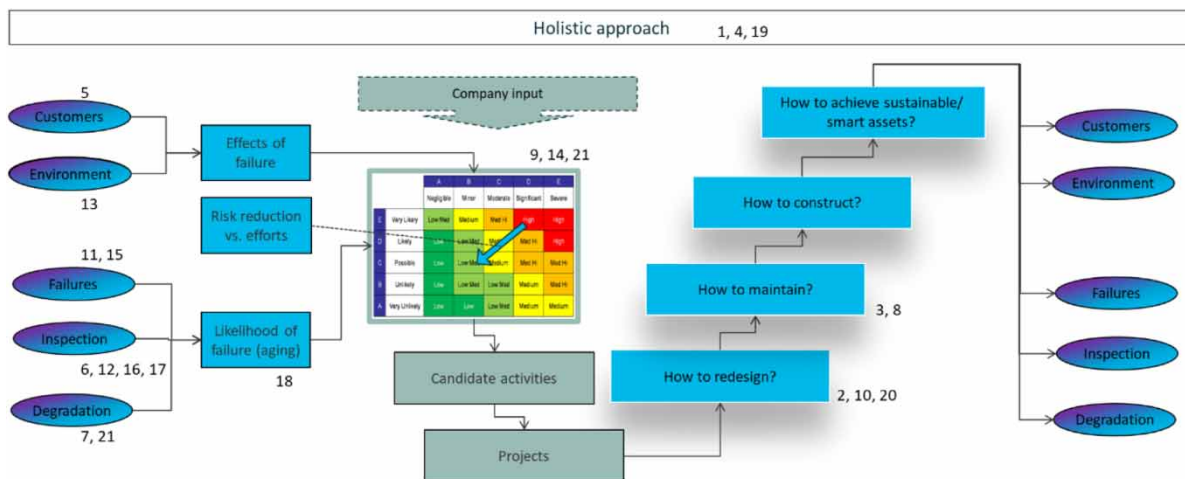 Holistic approach
1, 4, 19
Company input
5
Customers
Environment
13
Effects of
failure
Risk reduction
vs. efforts
11, 15
Failures
Inspection
6, 12, 16, 17
Degradation
7, 21
Likelihood of
failure (aging)
18
9, 14, 21
A B C D E
Negligible Minor Moderate Significant Severe
E Very Likely Low Med Medium Med Hi High High
D Likely Low Low Med Med Hi High
C Possible Low Low Med Medium Med Hi Med Hi
B Unlikely Low Low Med Low Med Medium Med Hi
A Very Unlikely Low Low Low Med Medium Medium
Candidate activities
Projects
How to achieve sustainable/
smart assets?
How to construct?
How to maintain?
3, 8
How to redesign?
2, 10, 20
Customers
Environment
Failures
Inspection
Degradation